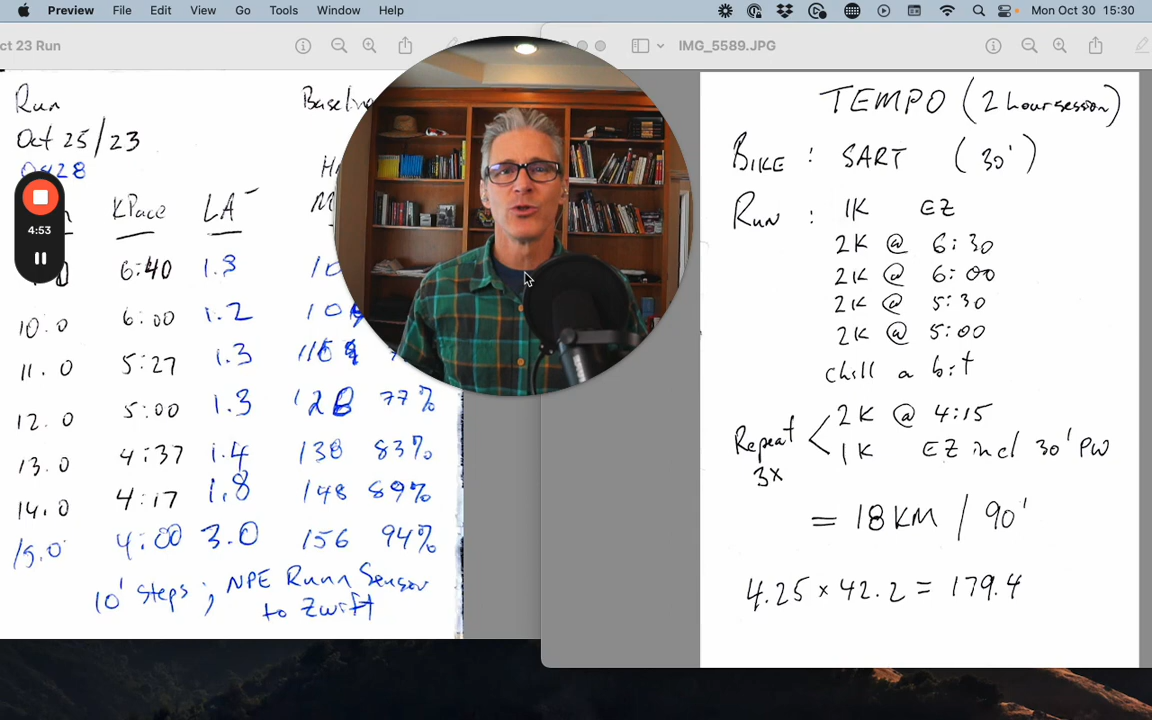 Preview File Edit View Go Tools Window Help Mon Oct 30 15:30
ct 23 Run
IMG_5589.JPG
4:53
Run Baseline
Oct 25/23
KPace LA-
6:40 1.3
10.0 6:00 1.2
11.0 5:27 1.3
12.0 5:00 1.3 77%
13.0 4:37 1.4 138 83%
14.0 4:17 1.8 148 89%
15.0 4:00 3.0 156 94%
10' steps; NPE Runn Sensor
to Zwift
TEMPO (2 hour session)
BIKE : SART (30')
RUN : 1K EZ
2K @ 6:30
2K @ 6:00
2K @ 5:30
2K @ 5:00
chill a bit
Repeat 3x < 2K @ 4:15
1K EZ incl 30' PW
= 18KM / 90'
4.25 × 42.2 = 179.4